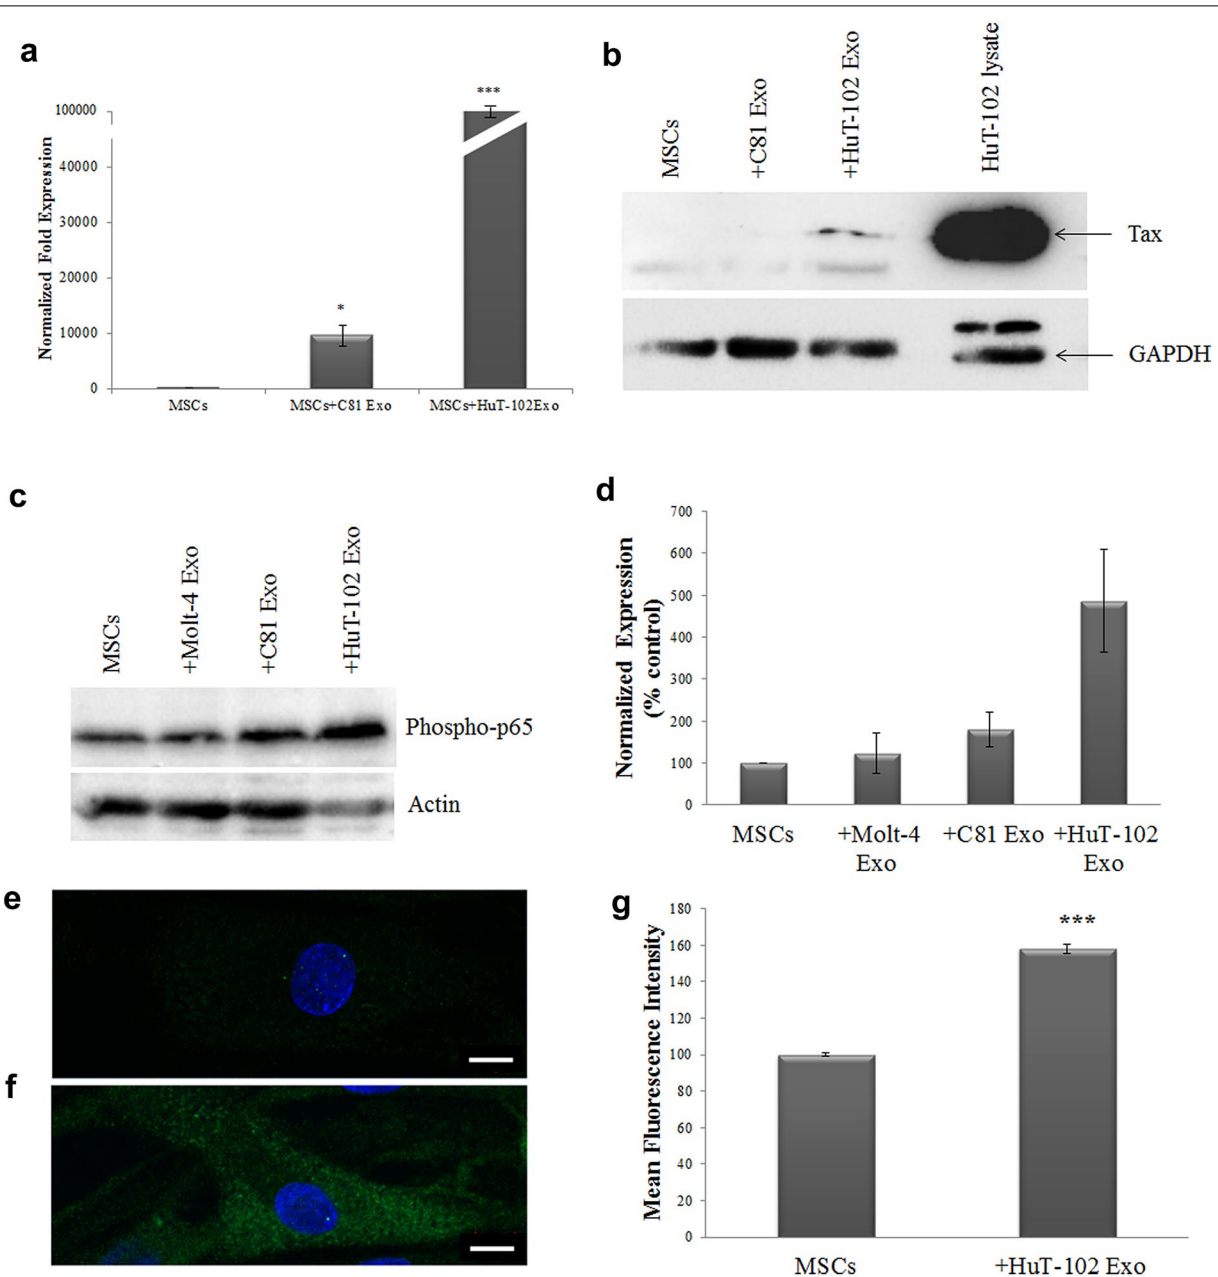 a
Normalized Fold Expression
100000
40000
30000
20000
10000
0
***
*
MSCs
MSCs+C81 Exo
MSCs+HuT-102Exo
b
MSCs
+C81 Exo
+HuT-102 Exo
HuT-102 lysate
Tax
GAPDH
c
MSCs
+Molt-4 Exo
+C81 Exo
+HuT-102 Exo
Phospho-p65
Actin
d
Normalized Expression
(% control)
700
600
500
400
300
200
100
0
MSCs
+Molt-4
Exo
+C81 Exo
+HuT-102
Exo
e
f
g
Mean Fluorescence Intensity
180
160
140
120
100
80
60
40
20
0
***
MSCs
+HuT-102 Exo